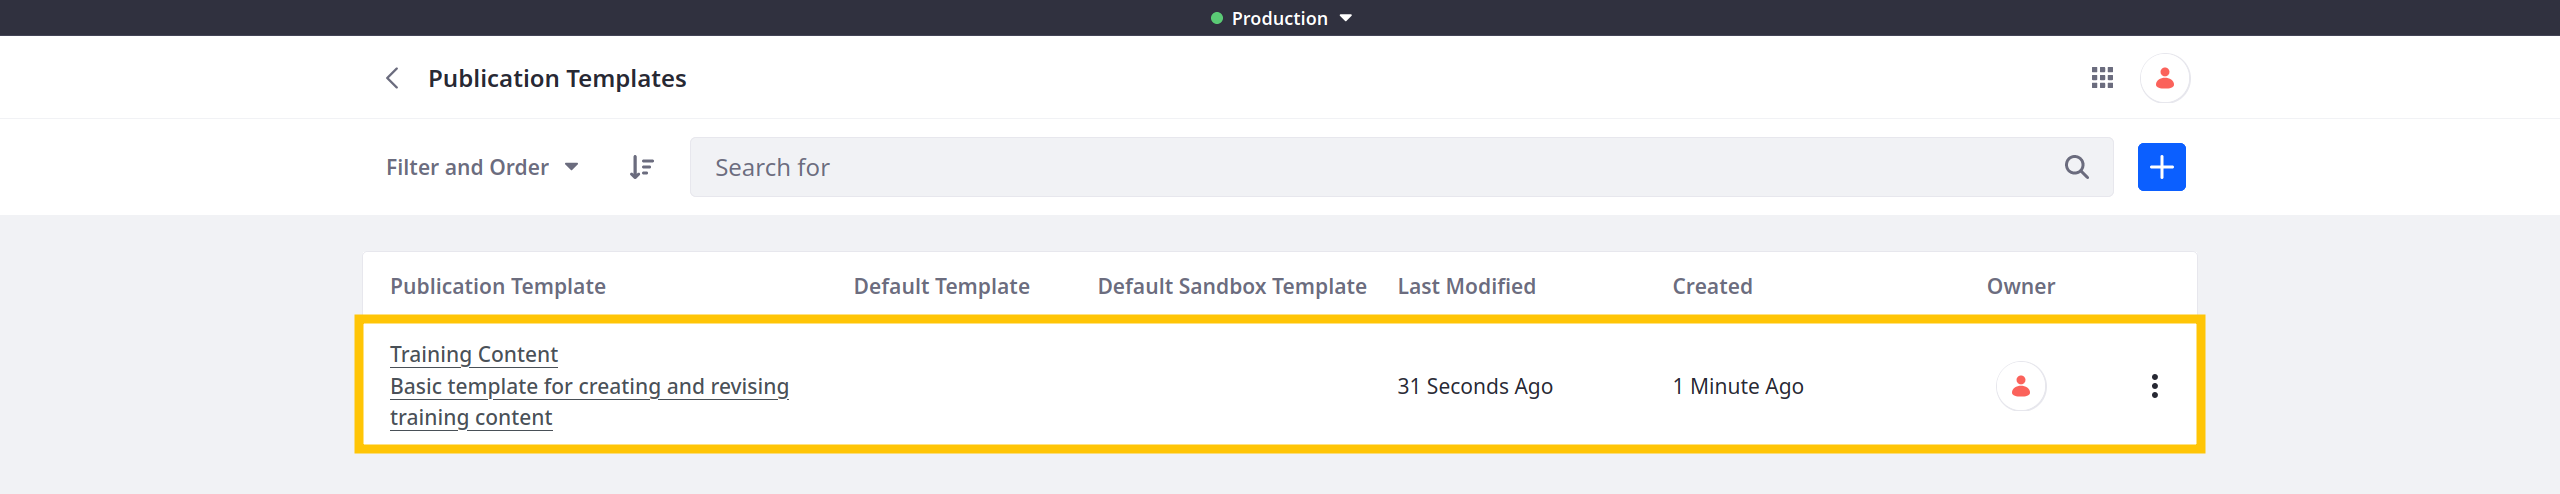 Production
Publication Templates
Filter and Order
Search for
Publication Template Default Template Default Sandbox Template Last Modified Created Owner
Training Content
Basic template for creating and revising 31 Seconds Ago 1 Minute Ago
training content